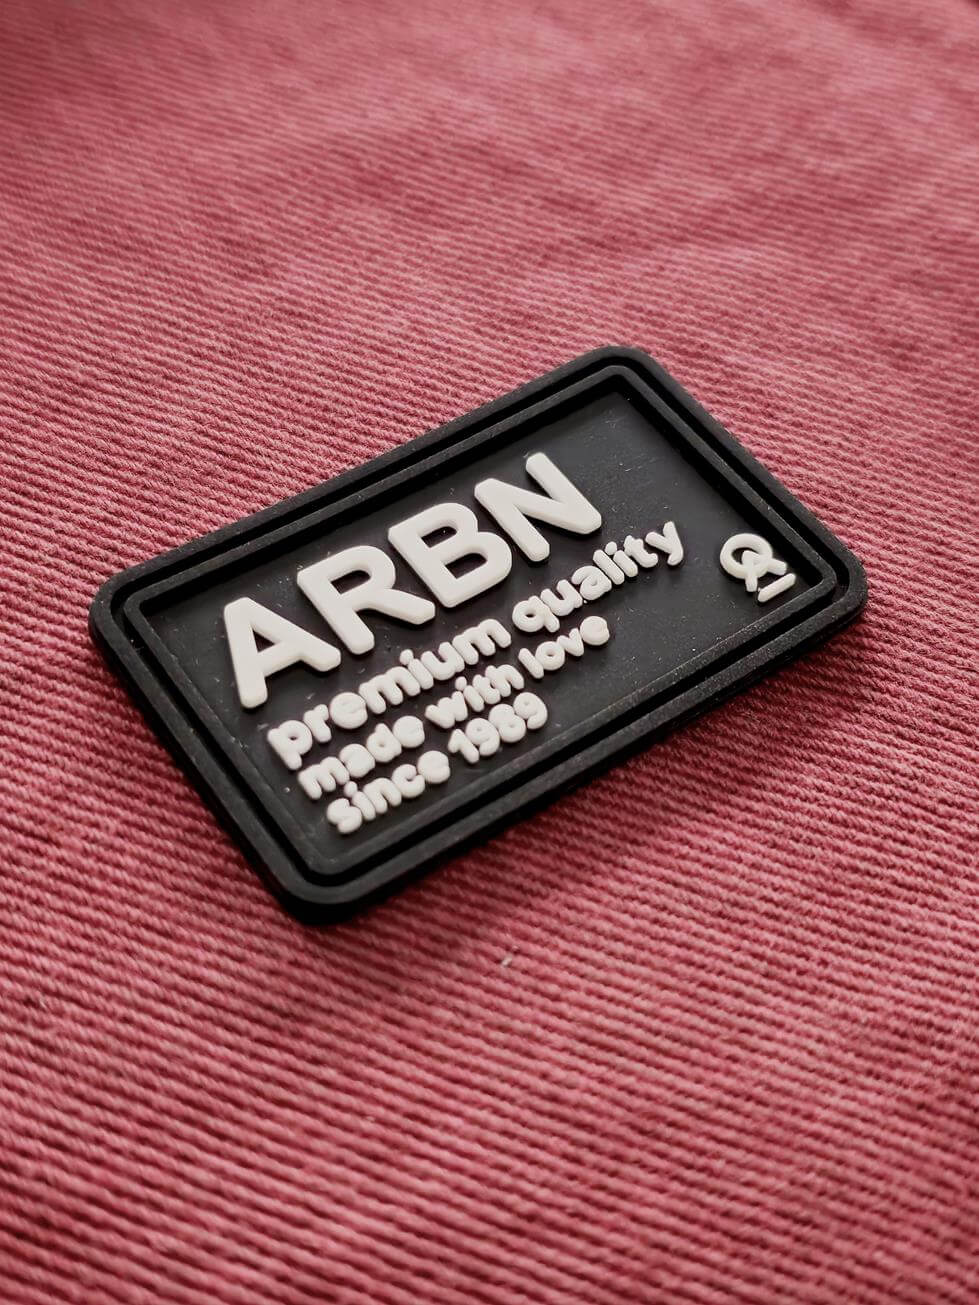 ARBN
premium quality
made with love
since 1989